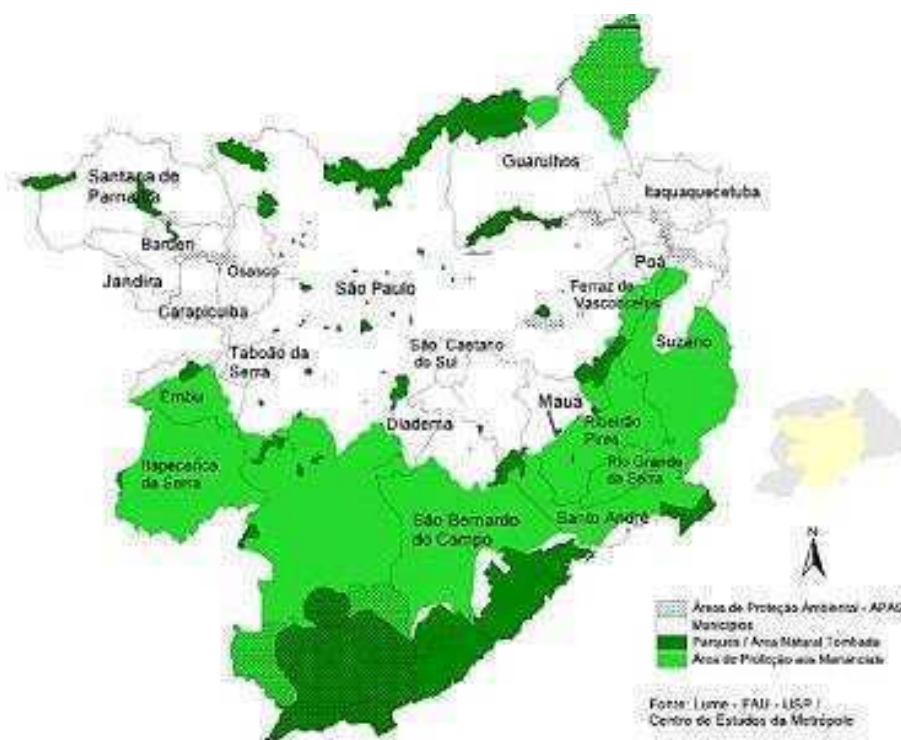 Guarulhos
Itaquaquecetuba
Santana de
Parnaíba
Barueri
Osasco
Poá
Jandira
São Paulo
Ferraz de
Vasconcelos
Carapicuíba
Suzano
São Caetano
do Sul
Taboão da
Serra
Embu
Mauá
Diadema
Ribeirão
Pires
Itapecerica
da Serra
Rio Grande
da Serra
São Bernardo
do Campo
Santo André
N
Áreas de Proteção Ambiental - APAS
Municípios
Parques / Área Natural Tombada
Área de Proteção aos Mananciais
Fonte: Lume - FAU - USP /
Centro de Estudos da Metrópole